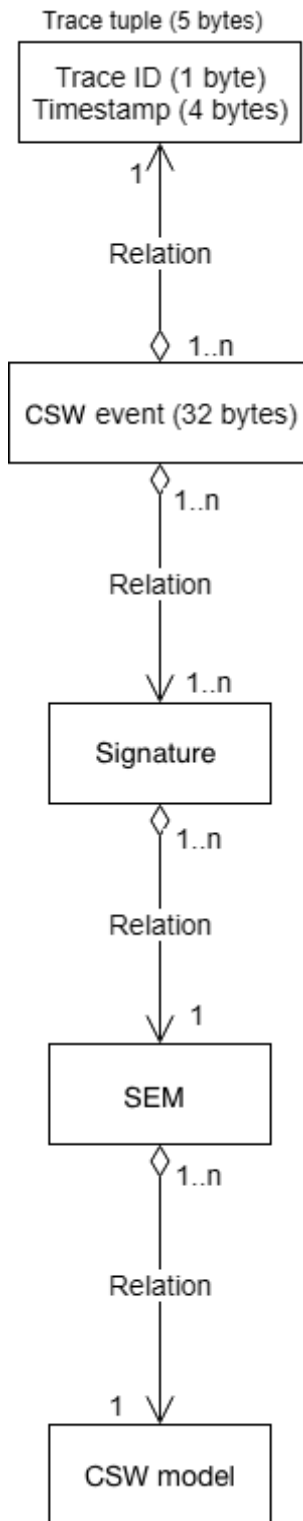 Trace tuple (5 bytes)
Trace ID (1 byte)
Timestamp (4 bytes)
1
Relation
1..n
CSW event (32 bytes)
1..n
Relation
1..n
Signature
1..n
Relation
1
SEM
1..n
Relation
1
CSW model